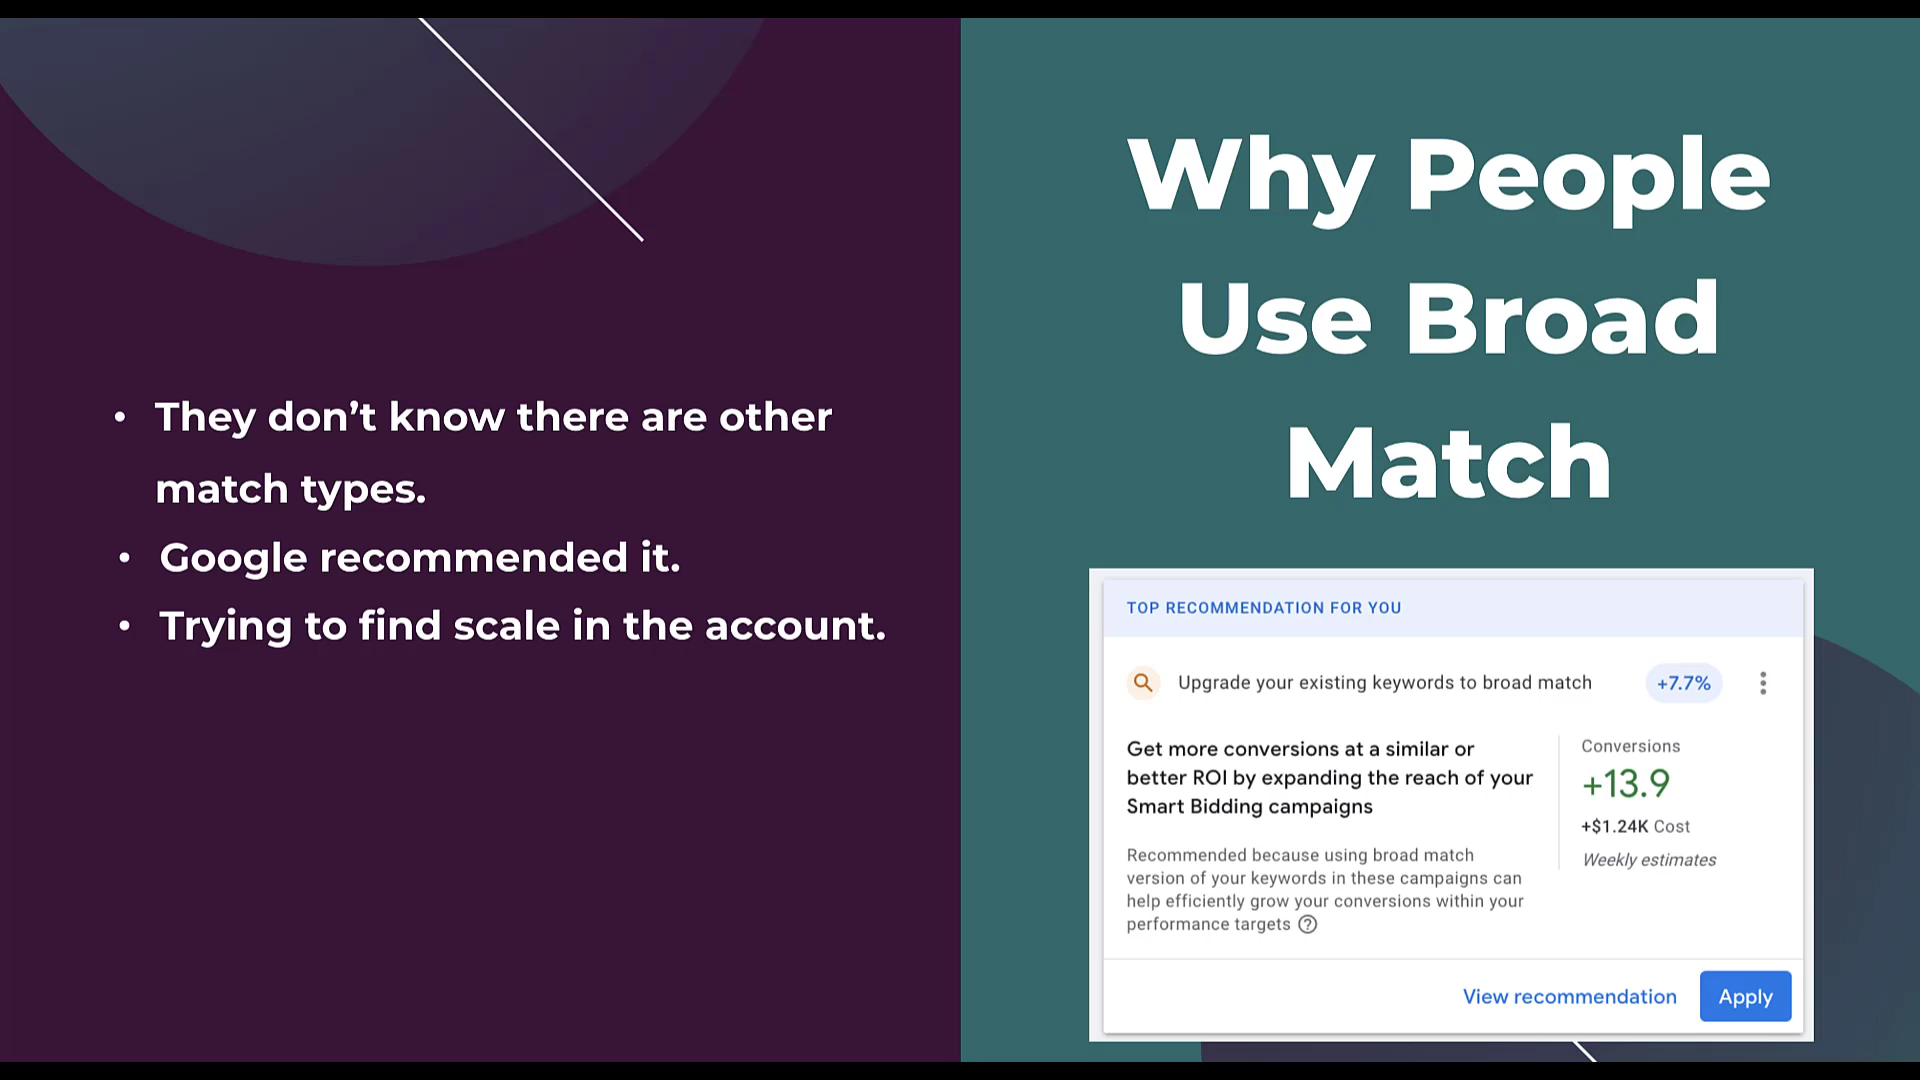 Why People
Use Broad
Match
• They don’t know there are other
match types.
• Google recommended it.
• Trying to find scale in the account.
TOP RECOMMENDATION FOR YOU
Upgrade your existing keywords to broad match
+7.7%
Get more conversions at a similar or
better ROI by expanding the reach of your
Smart Bidding campaigns
Recommended because using broad match
version of your keywords in these campaigns can
help efficiently grow your conversions within your
performance targets
Conversions
+13.9
+$1.24K Cost
Weekly estimates
View recommendation
Apply